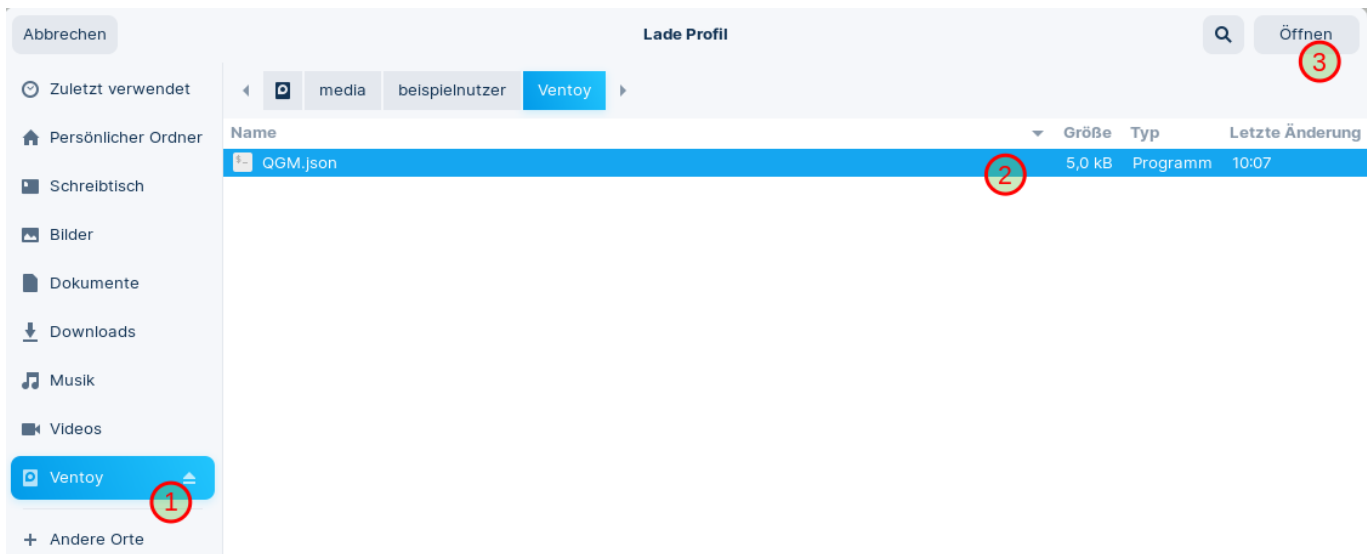 Abbrechen Lade Profil Öffnen
3
Zuletzt verwendet media beispielnutzer Ventoy
Name Größe Typ Letzte Änderung
Persönlicher Ordner
QGM.json 5,0 kB Programm 10:07
2
Schreibtisch
Bilder
Dokumente
Downloads
Musik
Videos
Ventoy
1
+ Andere Orte